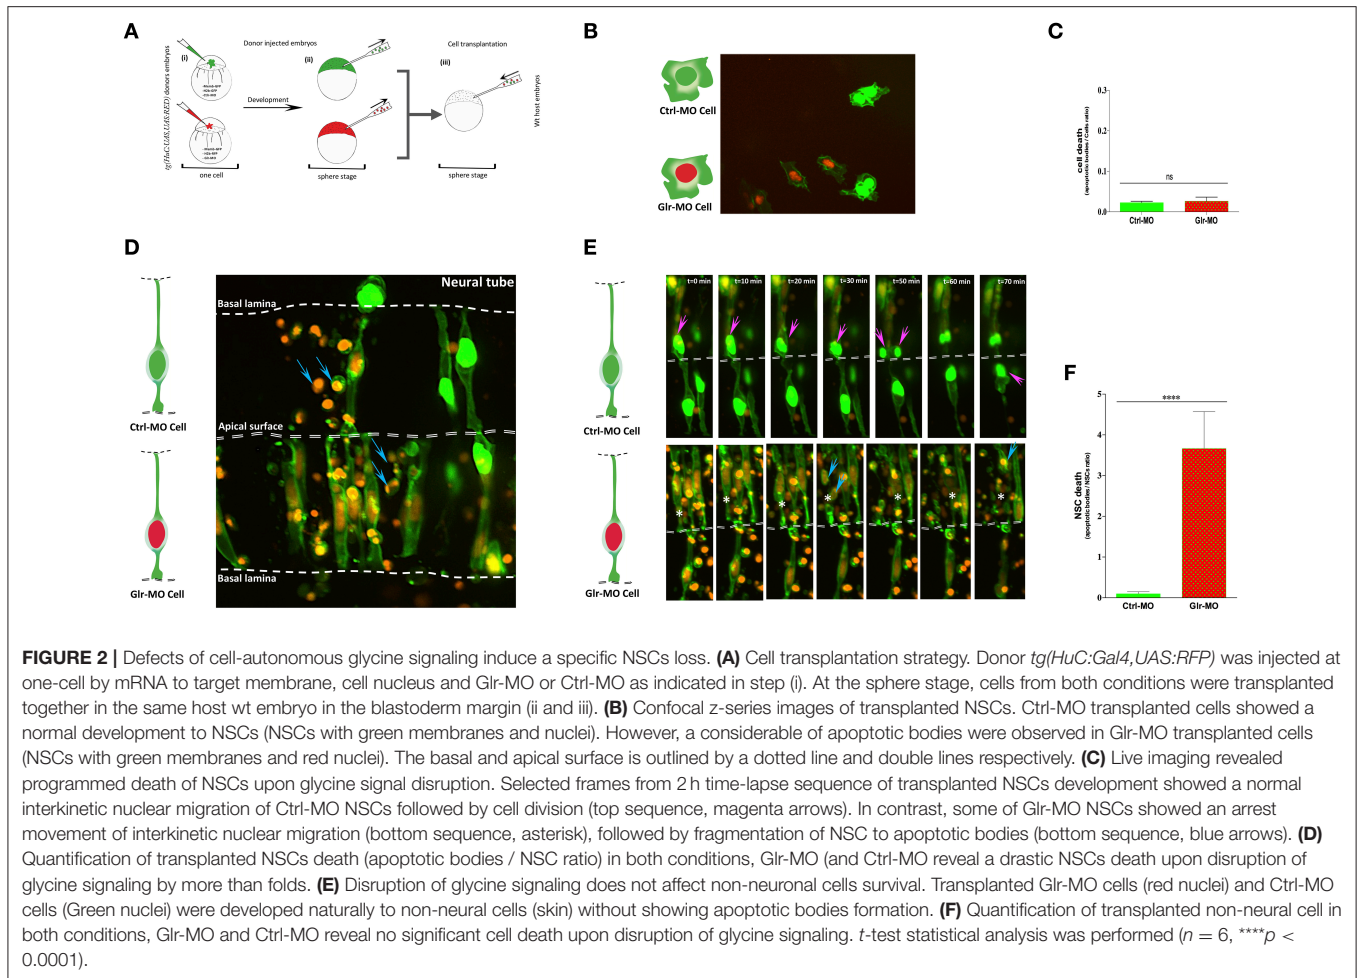 A
Donor injected embryos
Cell transplantation
(i)
(ii)
(iii)
tg(HuC:UAS,UAS:RED) donors embryos
Development
Wt host embryos
one cell
sphere stage
sphere stage
B
Ctrl-MO Cell
Glr-MO Cell
C
cell death
(apoptotic bodies / Cells ratio)
0.3
0.2
0.1
0.0
ns
Ctrl-MO
Glr-MO
D
Neural tube
Basal lamina
Apical surface
Basal lamina
Ctrl-MO Cell
Glr-MO Cell
E
t=0 min
t=10 min
t=20 min
t=30 min
t=50 min
t=60 min
t=70 min
Ctrl-MO Cell
Glr-MO Cell
F
NSC death
(apoptotic bodies / NSCs ratio)
5
4
3
2
1
0
****
Ctrl-MO
Glr-MO
FIGURE 2 | Defects of cell-autonomous glycine signaling induce a specific NSCs loss. (A) Cell transplantation strategy. Donor tg(HuC:Gal4,UAS:RFP) was injected at
one-cell by mRNA to target membrane, cell nucleus and Glr-MO or Ctrl-MO as indicated in step (i). At the sphere stage, cells from both conditions were transplanted
together in the same host wt embryo in the blastoderm margin (ii and iii). (B) Confocal z-series images of transplanted NSCs. Ctrl-MO transplanted cells showed a
normal development to NSCs (NSCs with green membranes and nuclei). However, a considerable of apoptotic bodies were observed in Glr-MO transplanted cells
(NSCs with green membranes and red nuclei). The basal and apical surface is outlined by a dotted line and double lines respectively. (C) Live imaging revealed
programmed death of NSCs upon glycine signal disruption. Selected frames from 2 h time-lapse sequence of transplanted NSCs development showed a normal
interkinetic nuclear migration of Ctrl-MO NSCs followed by cell division (top sequence, magenta arrows). In contrast, some of Glr-MO NSCs showed an arrest
movement of interkinetic nuclear migration (bottom sequence, asterisk), followed by fragmentation of NSC to apoptotic bodies (bottom sequence, blue arrows). (D)
Quantification of transplanted NSCs death (apoptotic bodies / NSC ratio) in both conditions, Glr-MO (and Ctrl-MO reveal a drastic NSCs death upon disruption of
glycine signaling by more than folds. (E) Disruption of glycine signaling does not affect non-neuronal cells survival. Transplanted Glr-MO cells (red nuclei) and Ctrl-MO
cells (Green nuclei) were developed naturally to non-neural cells (skin) without showing apoptotic bodies formation. (F) Quantification of transplanted non-neural cell in
both conditions, Glr-MO and Ctrl-MO reveal no significant cell death upon disruption of glycine signaling. t-test statistical analysis was performed (n = 6, ****p <
0.0001).